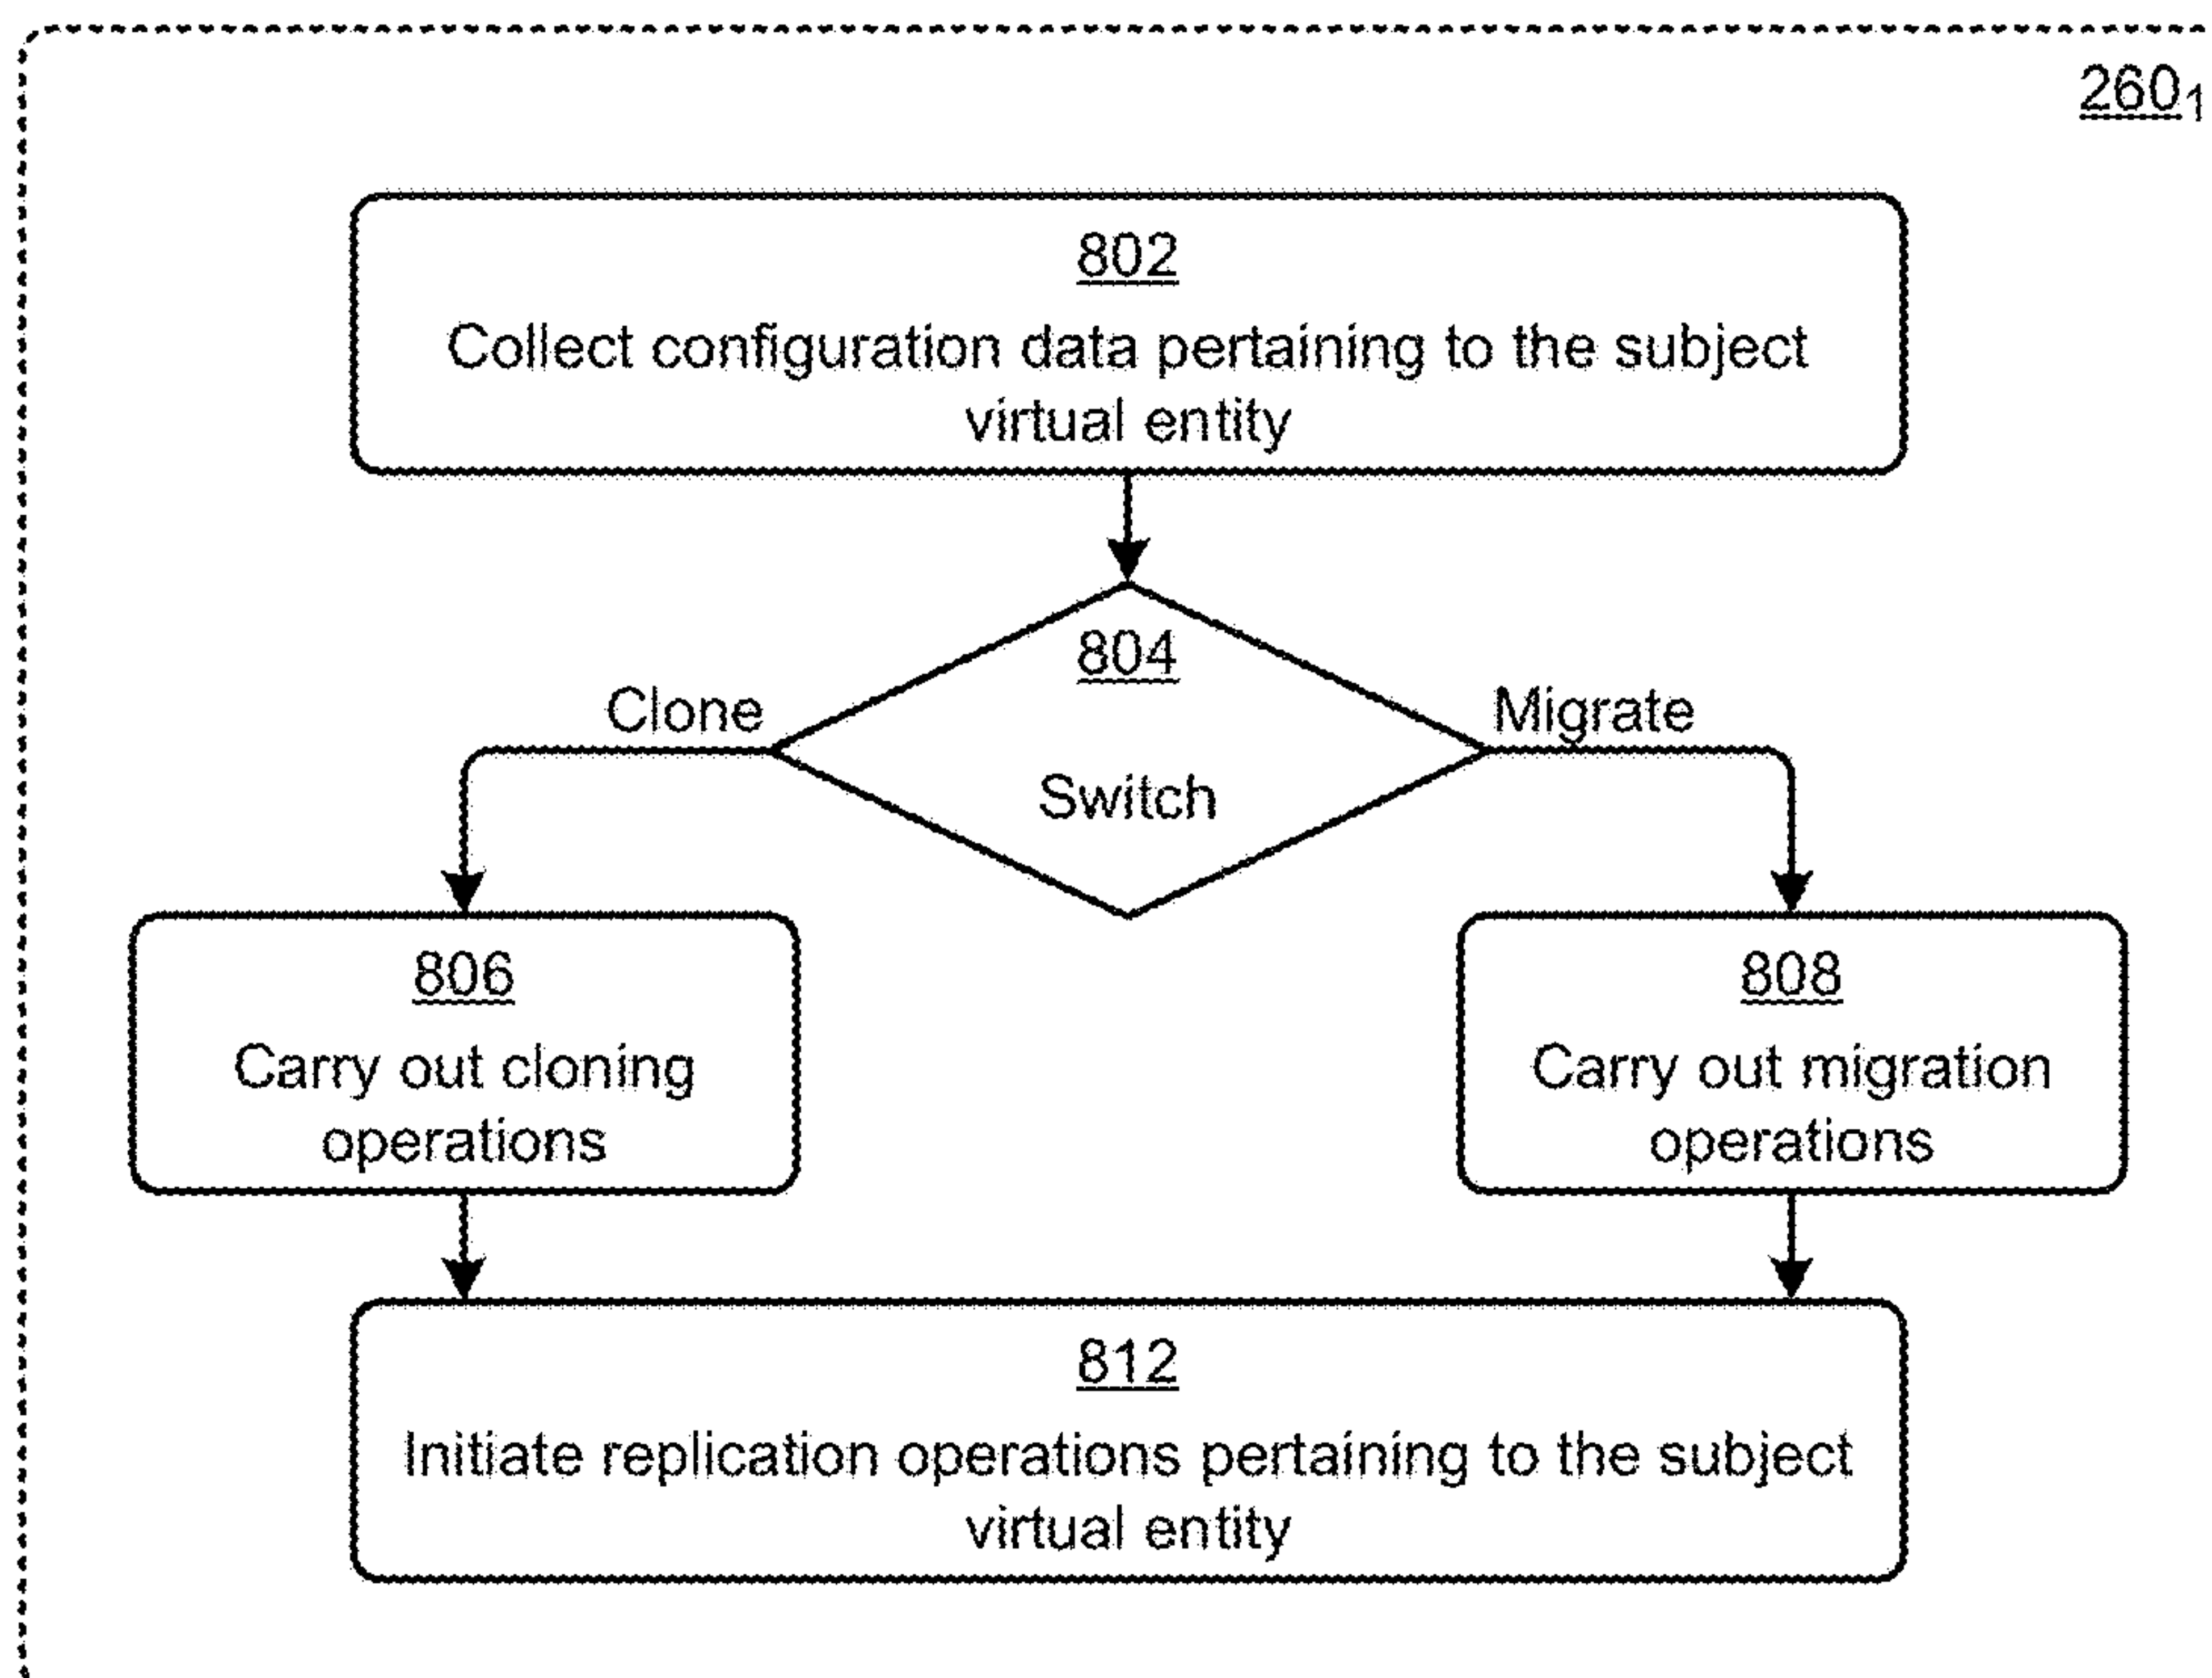 260₁
802
Collect configuration data pertaining to the subject
virtual entity
804
Clone
Migrate
Switch
806
Carry out cloning
operations
808
Carry out migration
operations
812
Initiate replication operations pertaining to the subject
virtual entity